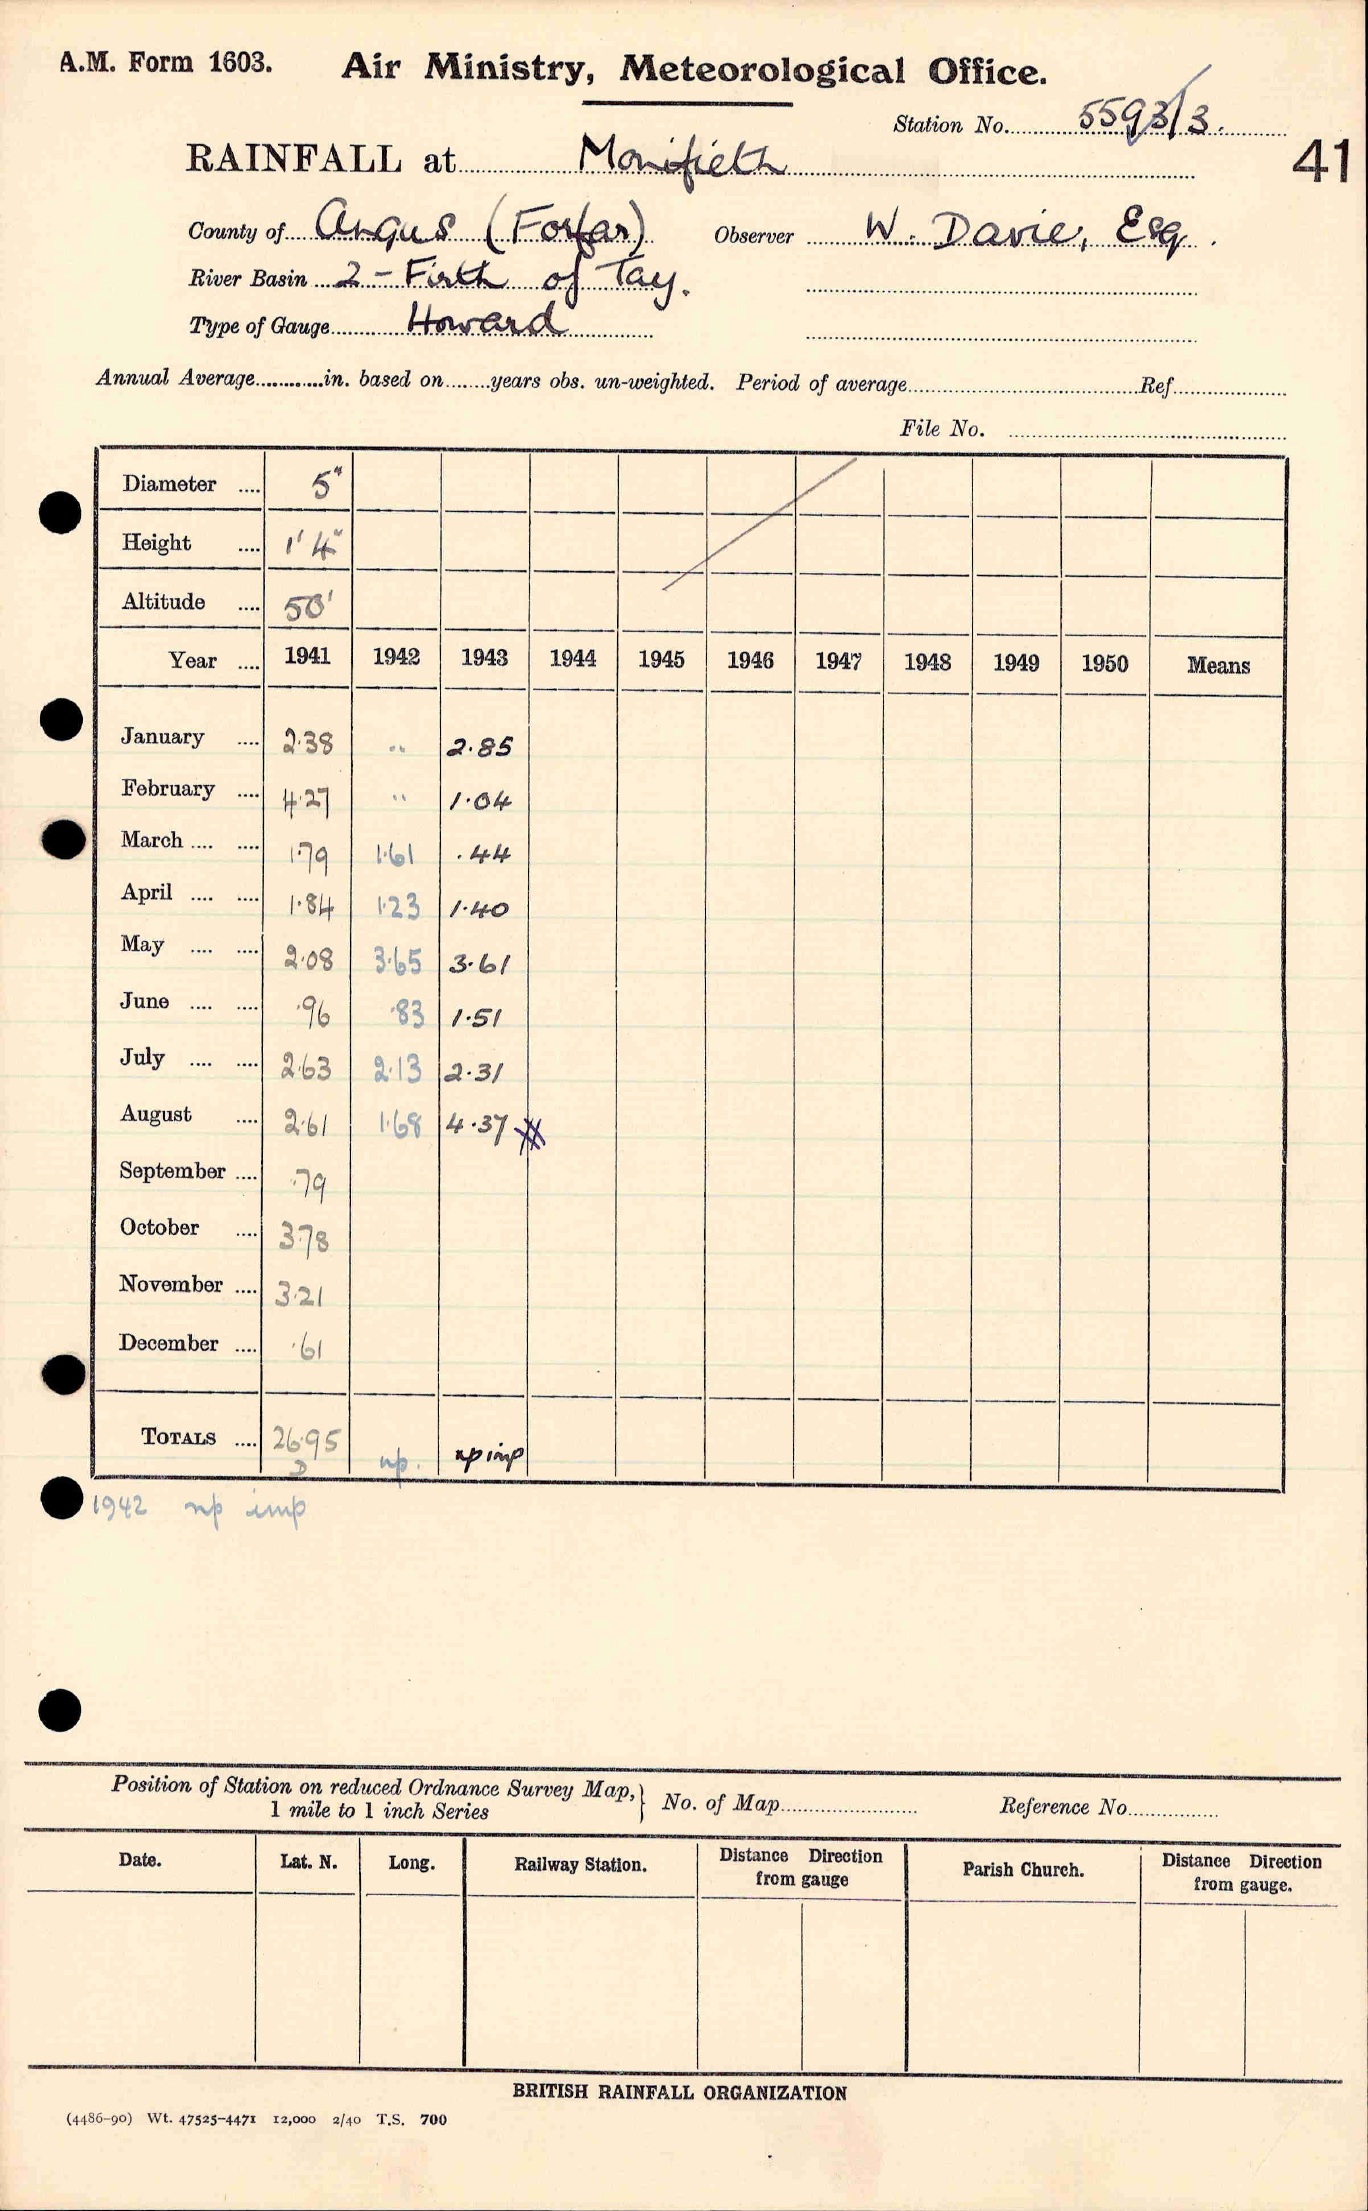 A.M. Form 1603. Air Ministry, Meteorological Office.
Station No. 5593/3.
41
RAINFALL at Monifieth
County of Angus (Forfar) Observer W. Davie, Esq.
River Basin 2 - Firth of Tay.
Type of Gauge Howard
Annual Average............in. based on........years obs. un-weighted. Period of average........Ref........
File No. ........
Diameter .... 5"
Height .... 1' 4"
Altitude .... 50'
Year .... 1941 1942 1943 1944 1945 1946 1947 1948 1949 1950 Means
January .... 2.38 .. 2.85
February .... 4.27 .. 1.04
March .... .... 1.79 1.61 .44
April .... .... 1.84 1.23 1.40
May .... .... 2.08 3.65 3.61
June .... .... .96 .83 1.51
July .... .... 2.63 2.13 2.31
August .... 2.61 1.68 4.37
September .... .79
October .... 3.78
November .... 3.21
December .... .61
TOTALS .... 26.95 np. np imp
D
1942 np imp
Position of Station on reduced Ordnance Survey Map, } No. of Map........ Reference No........
1 mile to 1 inch Series
Date. Lat. N. Long. Railway Station. Distance Direction from gauge Parish Church. Distance Direction from gauge.
BRITISH RAINFALL ORGANIZATION
(4486-90) Wt. 47525-4471 12,000 2/40 T.S. 700